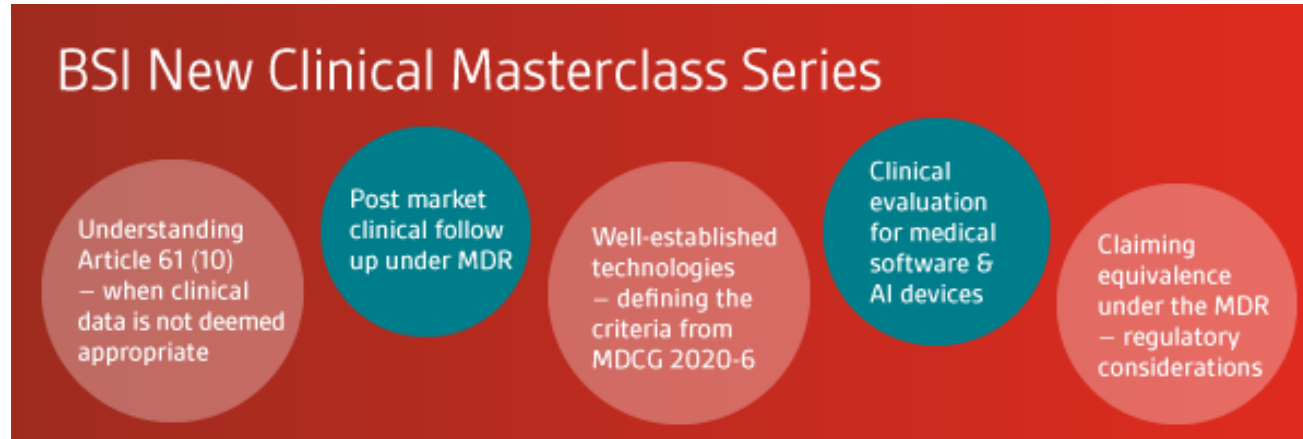 BSI New Clinical Masterclass Series
Understanding
Article 61 (10)
– when clinical
data is not deemed
appropriate
Post market
clinical follow
up under MDR
Well-established
technologies
– defining the
criteria from
MDCG 2020-6
Clinical
evaluation
for medical
software &
AI devices
Claiming
equivalence
under the MDR
– regulatory
considerations